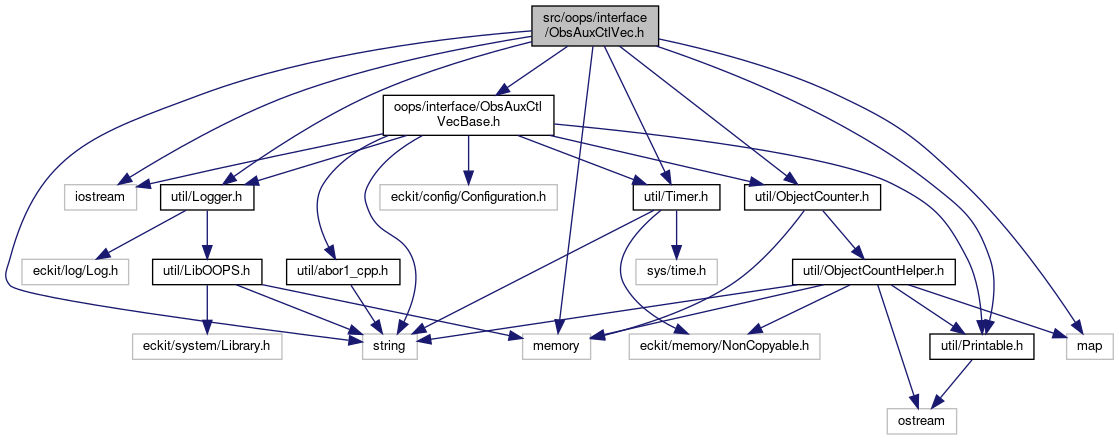 src/oops/interface
/ObsAuxCtlVec.h
oops/interface/ObsAuxCtl
VecBase.h
iostream
util/Logger.h
eckit/config/Configuration.h
util/Timer.h
util/ObjectCounter.h
eckit/log/Log.h
util/LibOOPS.h
util/abor1_cpp.h
sys/time.h
util/ObjectCountHelper.h
eckit/system/Library.h
string
memory
eckit/memory/NonCopyable.h
util/Printable.h
map
ostream